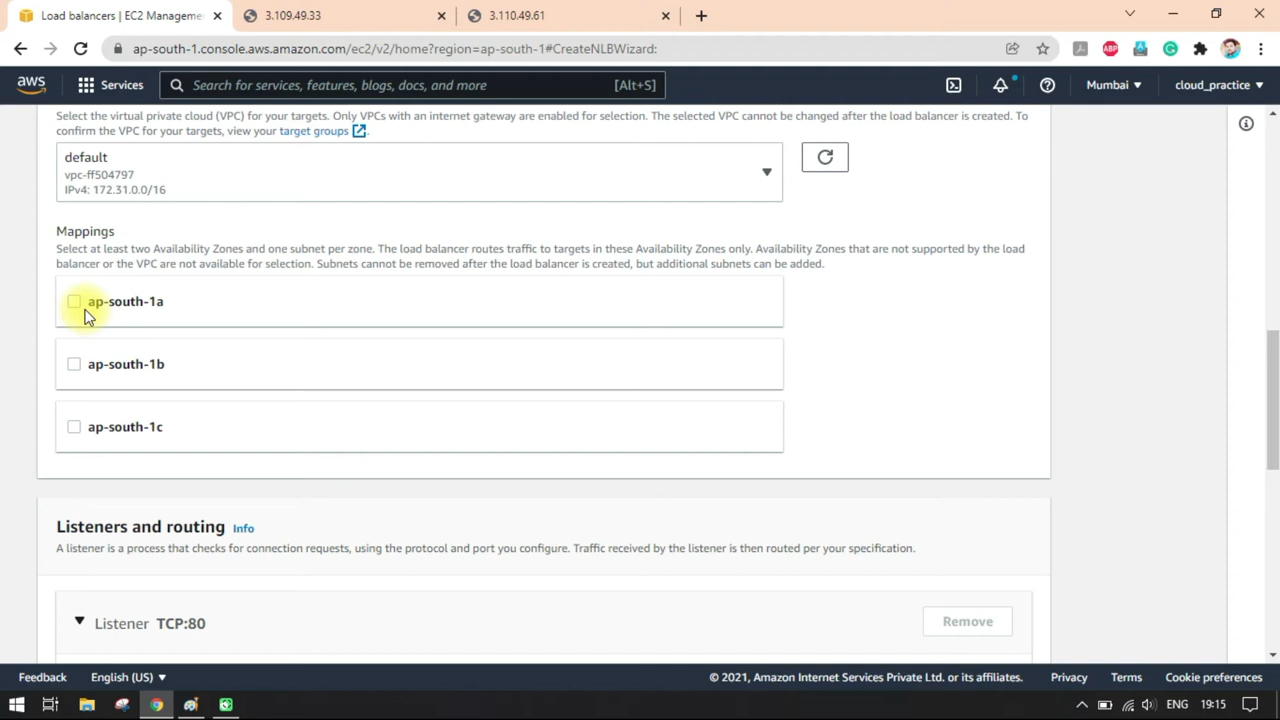 Load balancers | EC2 Manageme
3.109.49.33
3.110.49.61
ap-south-1.console.aws.amazon.com/ec2/v2/home?region=ap-south-1#CreateNLBWizard:
ABP
aws
Services
Search for services, features, blogs, docs, and more
[Alt+S]
Mumbai
cloud_practice
Select the virtual private cloud (VPC) for your targets. Only VPCs with an internet gateway are enabled for selection. The selected VPC cannot be changed after the load balancer is created. To
confirm the VPC for your targets, view your target groups.
default
vpc-ff504797
IPv4: 172.31.0.0/16
Mappings
Select at least two Availability Zones and one subnet per zone. The load balancer routes traffic to targets in these Availability Zones only. Availability Zones that are not supported by the load
balancer or the VPC are not available for selection. Subnets cannot be removed after the load balancer is created, but additional subnets can be added.
ap-south-1a
ap-south-1b
ap-south-1c
Listeners and routing Info
A listener is a process that checks for connection requests, using the protocol and port you configure. Traffic received by the listener is then routed per your specification.
Listener TCP:80
Remove
Feedback
English (US)
© 2021, Amazon Internet Services Private Ltd. or its affiliates.
Privacy
Terms
Cookie preferences
ENG
19:15